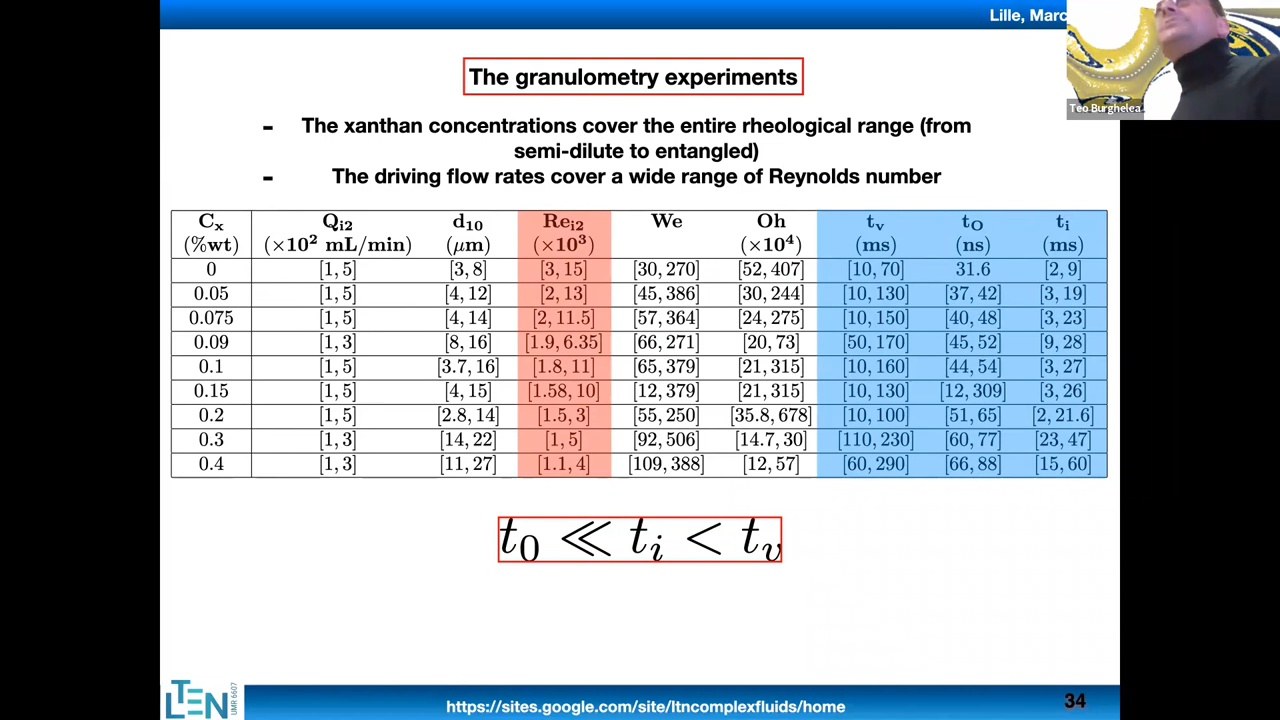 Lille, Marc
Teo Burghelea
The granulometry experiments
- The xanthan concentrations cover the entire rheological range (from
semi-dilute to entangled)
- The driving flow rates cover a wide range of Reynolds number
Cx Qi2 d10 Rei2 We Oh tv tO ti
(%wt) (×10² mL/min) (μm) (×10³) (×10⁴) (ms) (ns) (ms)
0 [1, 5] [3, 8] [3, 15] [30, 270] [52, 407] [10, 70] 31.6 [2, 9]
0.05 [1, 5] [4, 12] [2, 13] [45, 386] [30, 244] [10, 130] [37, 42] [3, 19]
0.075 [1, 5] [4, 14] [2, 11.5] [57, 364] [24, 275] [10, 150] [40, 48] [3, 23]
0.09 [1, 3] [8, 16] [1.9, 6.35] [66, 271] [20, 73] [50, 170] [45, 52] [9, 28]
0.1 [1, 5] [3.7, 16] [1.8, 11] [65, 379] [21, 315] [10, 160] [44, 54] [3, 27]
0.15 [1, 5] [4, 15] [1.58, 10] [12, 379] [21, 315] [10, 130] [12, 309] [3, 26]
0.2 [1, 5] [2.8, 14] [1.5, 3] [55, 250] [35.8, 678] [10, 100] [51, 65] [2, 21.6]
0.3 [1, 3] [14, 22] [1, 5] [92, 506] [14.7, 30] [110, 230] [60, 77] [23, 47]
0.4 [1, 3] [11, 27] [1.1, 4] [109, 388] [12, 57] [60, 290] [66, 88] [15, 60]
t0 ≪ ti < tv
LTEN
UMR 6607
https://sites.google.com/site/ltncomplexfluids/home
34